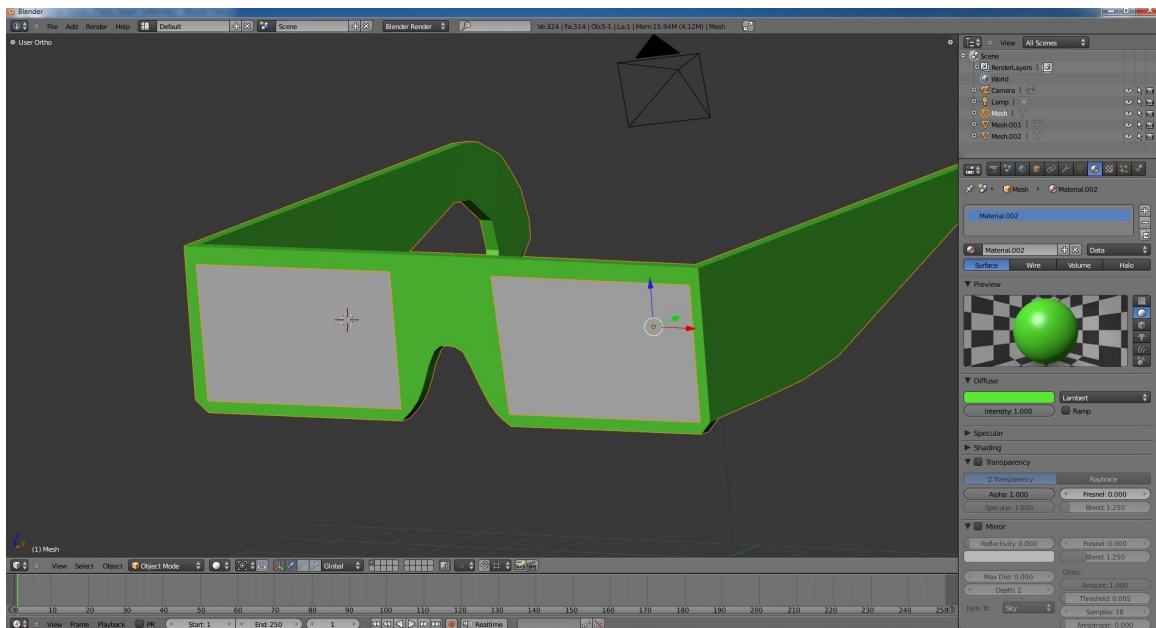 Blender
File Add Render Help Default Scene Blender Render Ve:324 | Fa:314 | Ob:5-1 | La:1 | Mem:15.94M (4.12M) | Mesh
User Ortho
(1) Mesh
View Select Object Object Mode Global
0 10 20 30 40 50 60 70 80 90 100 110 120 130 140 150 160 170 180 190 200 210 220 230 240 250
View Frame Playback PR Start: 1 End: 250 1 Realtime
View All Scenes
Scene
RenderLayers |
World
Camera |
Lamp |
Mesh |
Mesh.001 |
Mesh.002 |
Mesh Material.002
Material.002
Material.002 Data
Surface Wire Volume Halo
Preview
Diffuse
Lambert
Intensity: 1.000 Ramp
Specular
Shading
Transparency
Z Transparency Raytrace
Alpha: 1.000 Fresnel: 0.000
Specular: 1.000 Blend: 1.250
Mirror
Reflectivity: 0.000 Fresnel: 0.000
Blend: 1.250
Gloss:
Max Dist: 0.000 Amount: 1.000
Depth: 2 Threshold: 0.005
Fade To: Sky Samples: 18
Anisotropic: 0.000